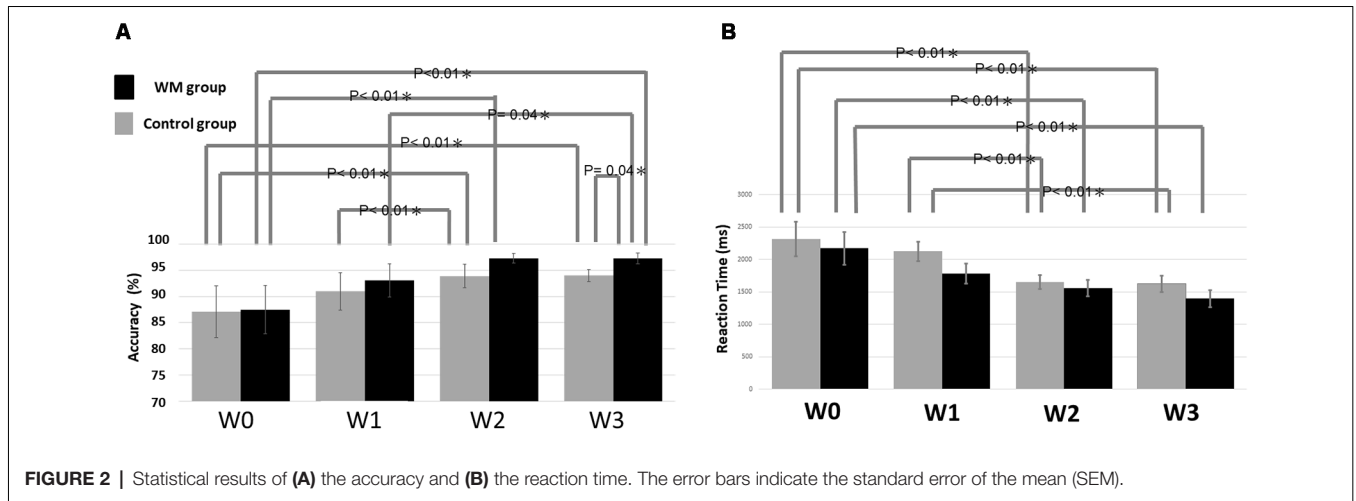 A
B
P< 0.01*
P< 0.01*
P<0.01*
WM group
P< 0.01*
P< 0.01*
P= 0.04*
Control group
P< 0.01*
P< 0.01*
P< 0.01*
P= 0.04*
P< 0.01*
P< 0.01*
P< 0.01*
100
95
90
85
80
75
70
Accuracy (%)
W0 W1 W2 W3
3000
2500
2000
1500
1000
500
0
Reaction Time (ms)
W0 W1 W2 W3
FIGURE 2 | Statistical results of (A) the accuracy and (B) the reaction time. The error bars indicate the standard error of the mean (SEM).